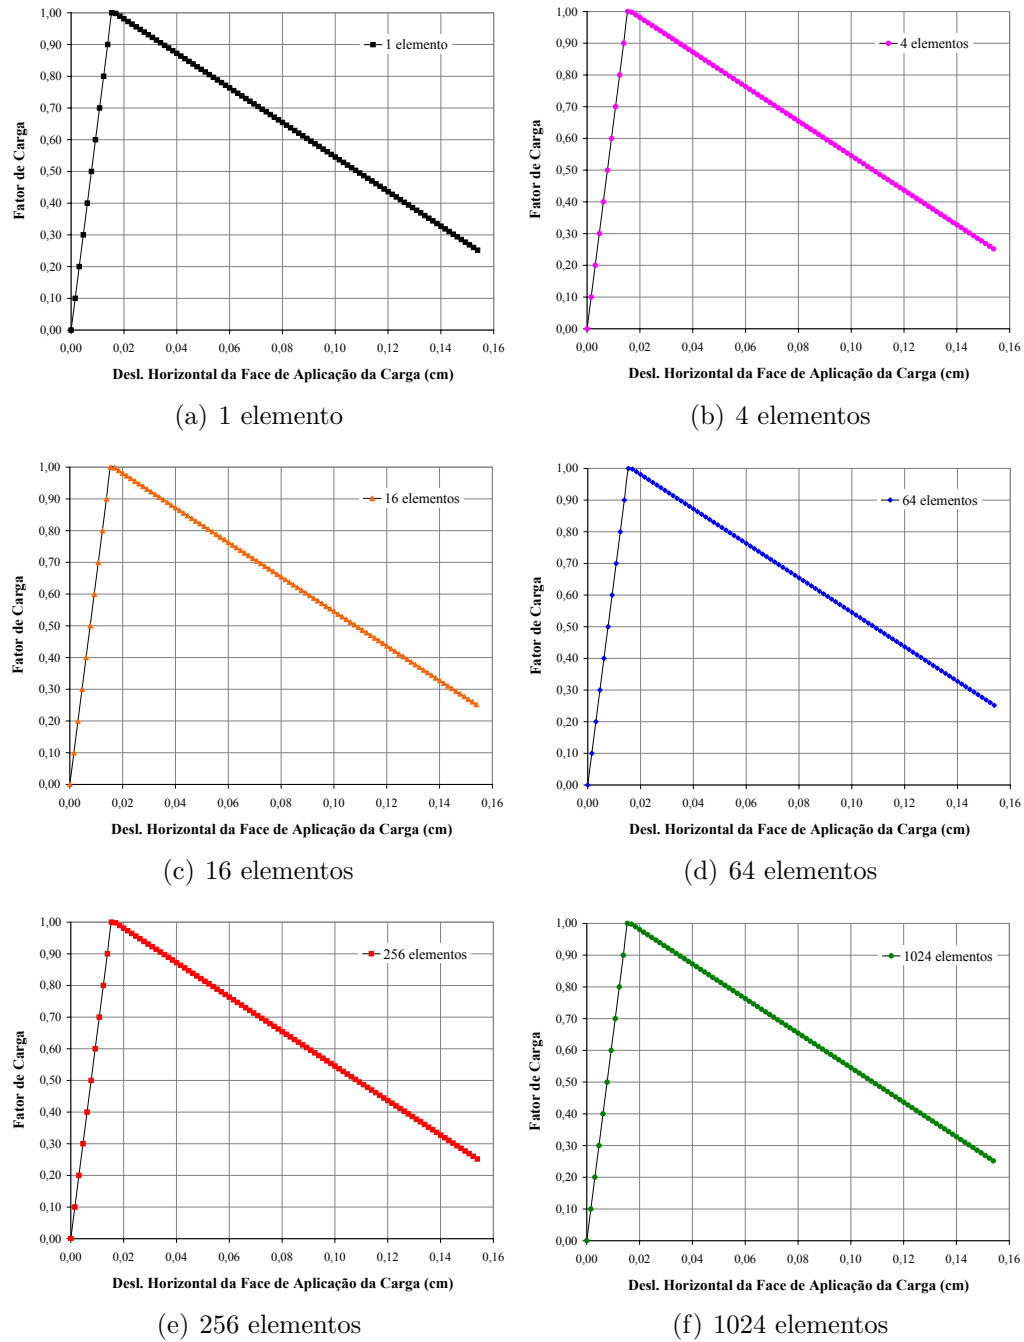 1,00
0,90
0,80
0,70
0,60
0,50
0,40
0,30
0,20
0,10
0,00
Fator de Carga
1 elemento
0,00 0,02 0,04 0,06 0,08 0,10 0,12 0,14 0,16
Desl. Horizontal da Face de Aplicação da Carga (cm)
(a) 1 elemento
1,00
0,90
0,80
0,70
0,60
0,50
0,40
0,30
0,20
0,10
0,00
Fator de Carga
4 elementos
0,00 0,02 0,04 0,06 0,08 0,10 0,12 0,14 0,16
Desl. Horizontal da Face de Aplicação da Carga (cm)
(b) 4 elementos
1,00
0,90
0,80
0,70
0,60
0,50
0,40
0,30
0,20
0,10
0,00
Fator de Carga
16 elementos
0,00 0,02 0,04 0,06 0,08 0,10 0,12 0,14 0,16
Desl. Horizontal da Face de Aplicação da Carga (cm)
(c) 16 elementos
1,00
0,90
0,80
0,70
0,60
0,50
0,40
0,30
0,20
0,10
0,00
Fator de Carga
64 elementos
0,00 0,02 0,04 0,06 0,08 0,10 0,12 0,14 0,16
Desl. Horizontal da Face de Aplicação da Carga (cm)
(d) 64 elementos
1,00
0,90
0,80
0,70
0,60
0,50
0,40
0,30
0,20
0,10
0,00
Fator de Carga
256 elementos
0,00 0,02 0,04 0,06 0,08 0,10 0,12 0,14 0,16
Desl. Horizontal da Face de Aplicação da Carga (cm)
(e) 256 elementos
1,00
0,90
0,80
0,70
0,60
0,50
0,40
0,30
0,20
0,10
0,00
Fator de Carga
1024 elementos
0,00 0,02 0,04 0,06 0,08 0,10 0,12 0,14 0,16
Desl. Horizontal da Face de Aplicação da Carga (cm)
(f) 1024 elementos